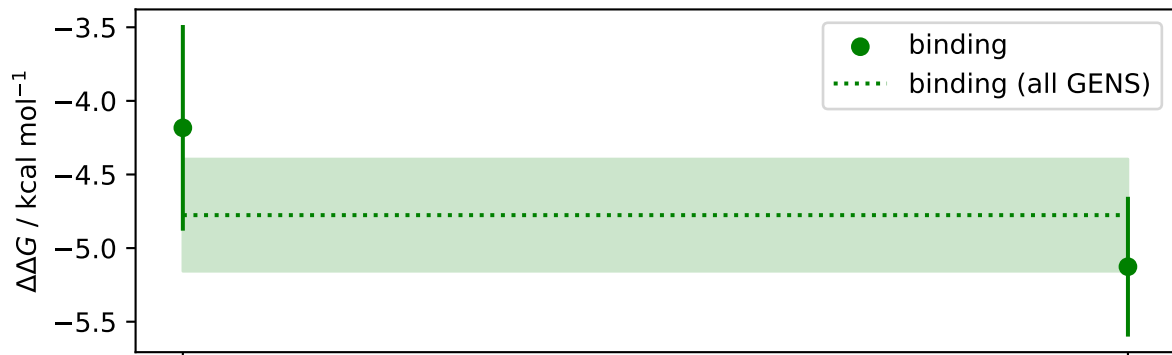 −3.5
−4.0
−4.5
−5.0
−5.5
ΔΔG / kcal mol⁻¹
binding
binding (all GENS)